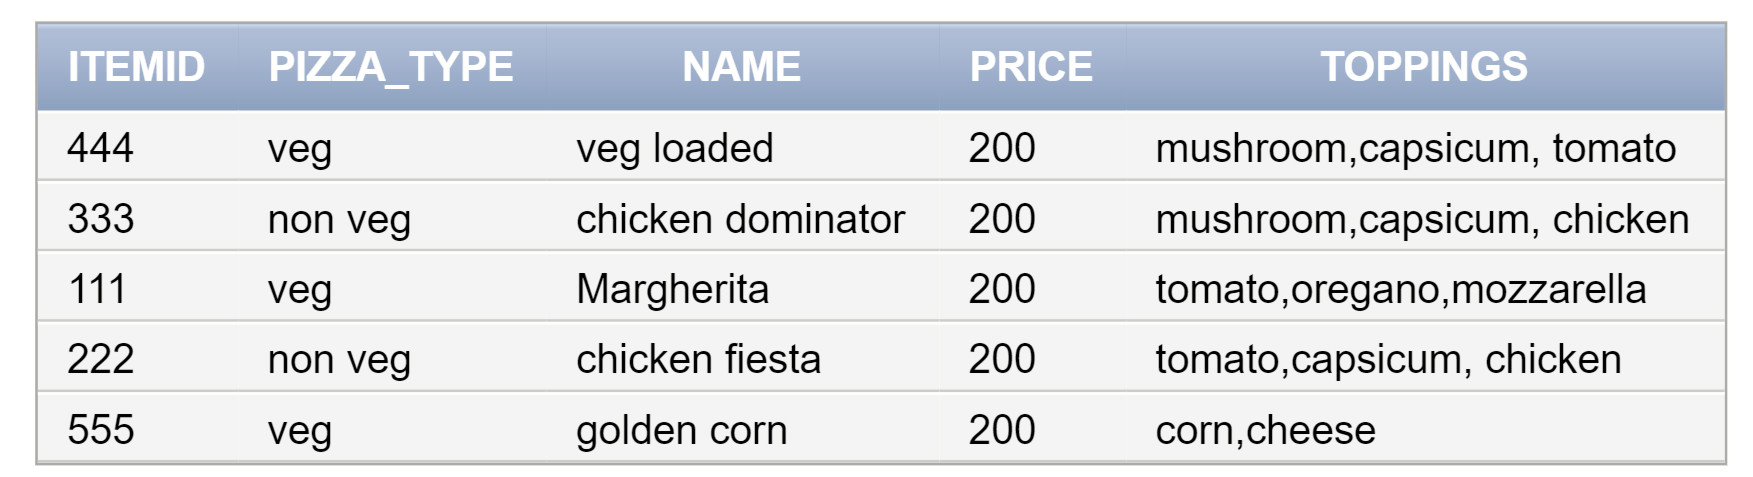 ITEMID PIZZA_TYPE NAME PRICE TOPPINGS
444 veg veg loaded 200 mushroom,capsicum, tomato
333 non veg chicken dominator 200 mushroom,capsicum, chicken
111 veg Margherita 200 tomato,oregano,mozzarella
222 non veg chicken fiesta 200 tomato,capsicum, chicken
555 veg golden corn 200 corn,cheese